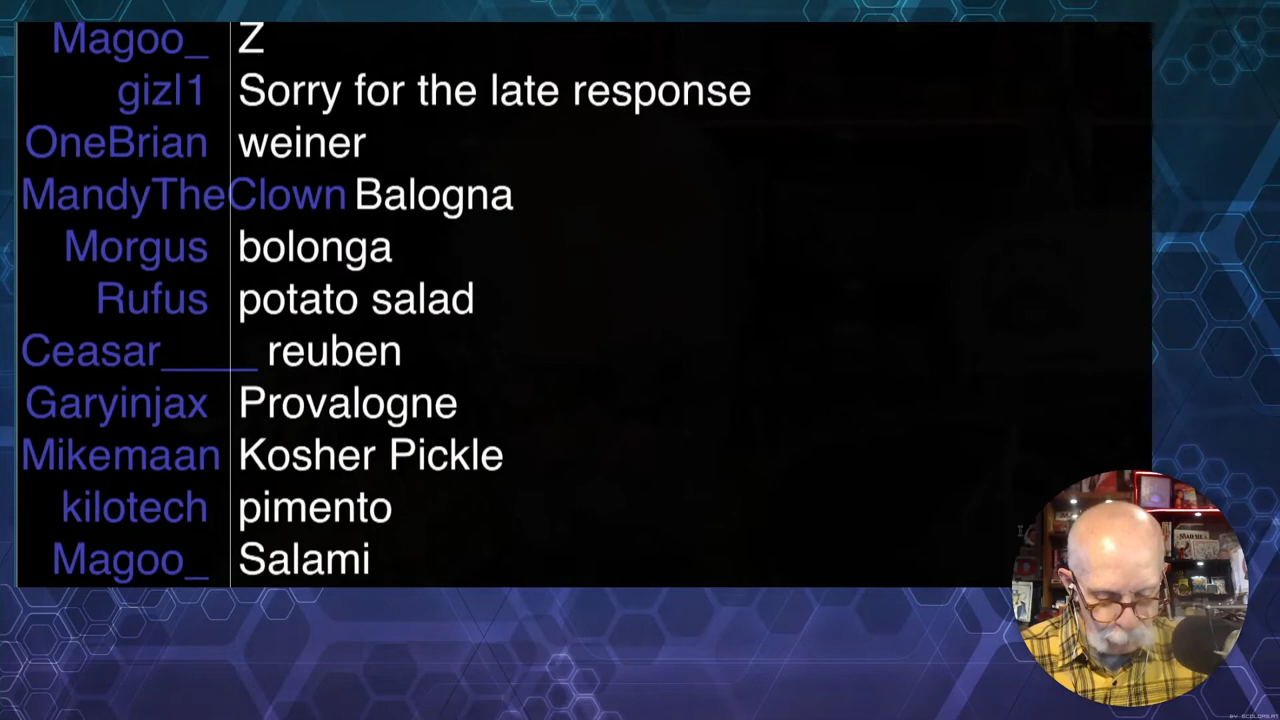 Magoo_ Z
gizl1 Sorry for the late response
OneBrian weiner
MandyTheClown Balogna
Morgus bolonga
Rufus potato salad
Ceasar_____ reuben
Garyinjax Provalogne
Mikemaan Kosher Pickle
kilotech pimento
Magoo_ Salami